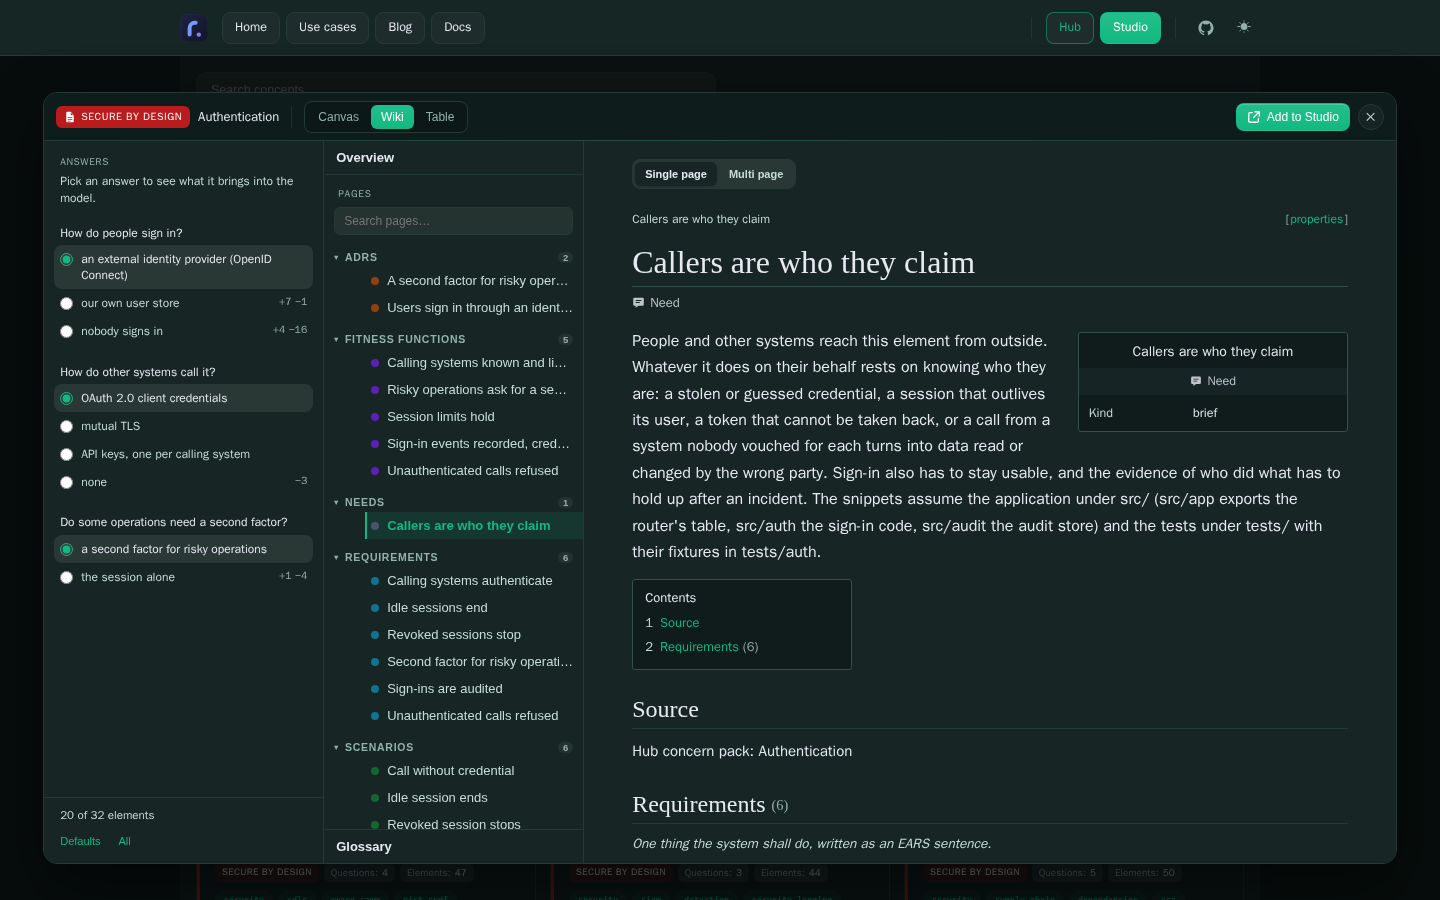 Home
Use cases
Blog
Docs
Hub
Studio
Search concepts
SECURE BY DESIGN
Authentication
Canvas
Wiki
Table
Add to Studio
ANSWERS
Pick an answer to see what it brings into the
model.
How do people sign in?
an external identity provider (OpenID
Connect)
our own user store
+7 −1
nobody signs in
+4 −16
How do other systems call it?
OAuth 2.0 client credentials
mutual TLS
API keys, one per calling system
none
−3
Do some operations need a second factor?
a second factor for risky operations
the session alone
+1 −4
20 of 32 elements
Defaults
All
Overview
PAGES
Search pages…
ADRS
2
A second factor for risky oper…
Users sign in through an ident…
FITNESS FUNCTIONS
5
Calling systems known and li…
Risky operations ask for a se…
Session limits hold
Sign-in events recorded, cred…
Unauthenticated calls refused
NEEDS
1
Callers are who they claim
REQUIREMENTS
6
Calling systems authenticate
Idle sessions end
Revoked sessions stop
Second factor for risky operati…
Sign-ins are audited
Unauthenticated calls refused
SCENARIOS
6
Call without credential
Idle session ends
Revoked session stops
Glossary
Single page
Multi page
Callers are who they claim
[properties]
Callers are who they claim
Need
People and other systems reach this element from outside.
Whatever it does on their behalf rests on knowing who they
are: a stolen or guessed credential, a session that outlives
its user, a token that cannot be taken back, or a call from a
system nobody vouched for each turns into data read or
changed by the wrong party. Sign-in also has to stay usable, and the evidence of who did what has to
hold up after an incident. The snippets assume the application under src/ (src/app exports the
router's table, src/auth the sign-in code, src/audit the audit store) and the tests under tests/ with
their fixtures in tests/auth.
Callers are who they claim
Need
Kind
brief
Contents
1 Source
2 Requirements (6)
Source
Hub concern pack: Authentication
Requirements (6)
One thing the system shall do, written as an EARS sentence.
SECURE BY DESIGN
Questions: 4
Elements: 47
SECURE BY DESIGN
Questions: 3
Elements: 44
SECURE BY DESIGN
Questions: 5
Elements: 50